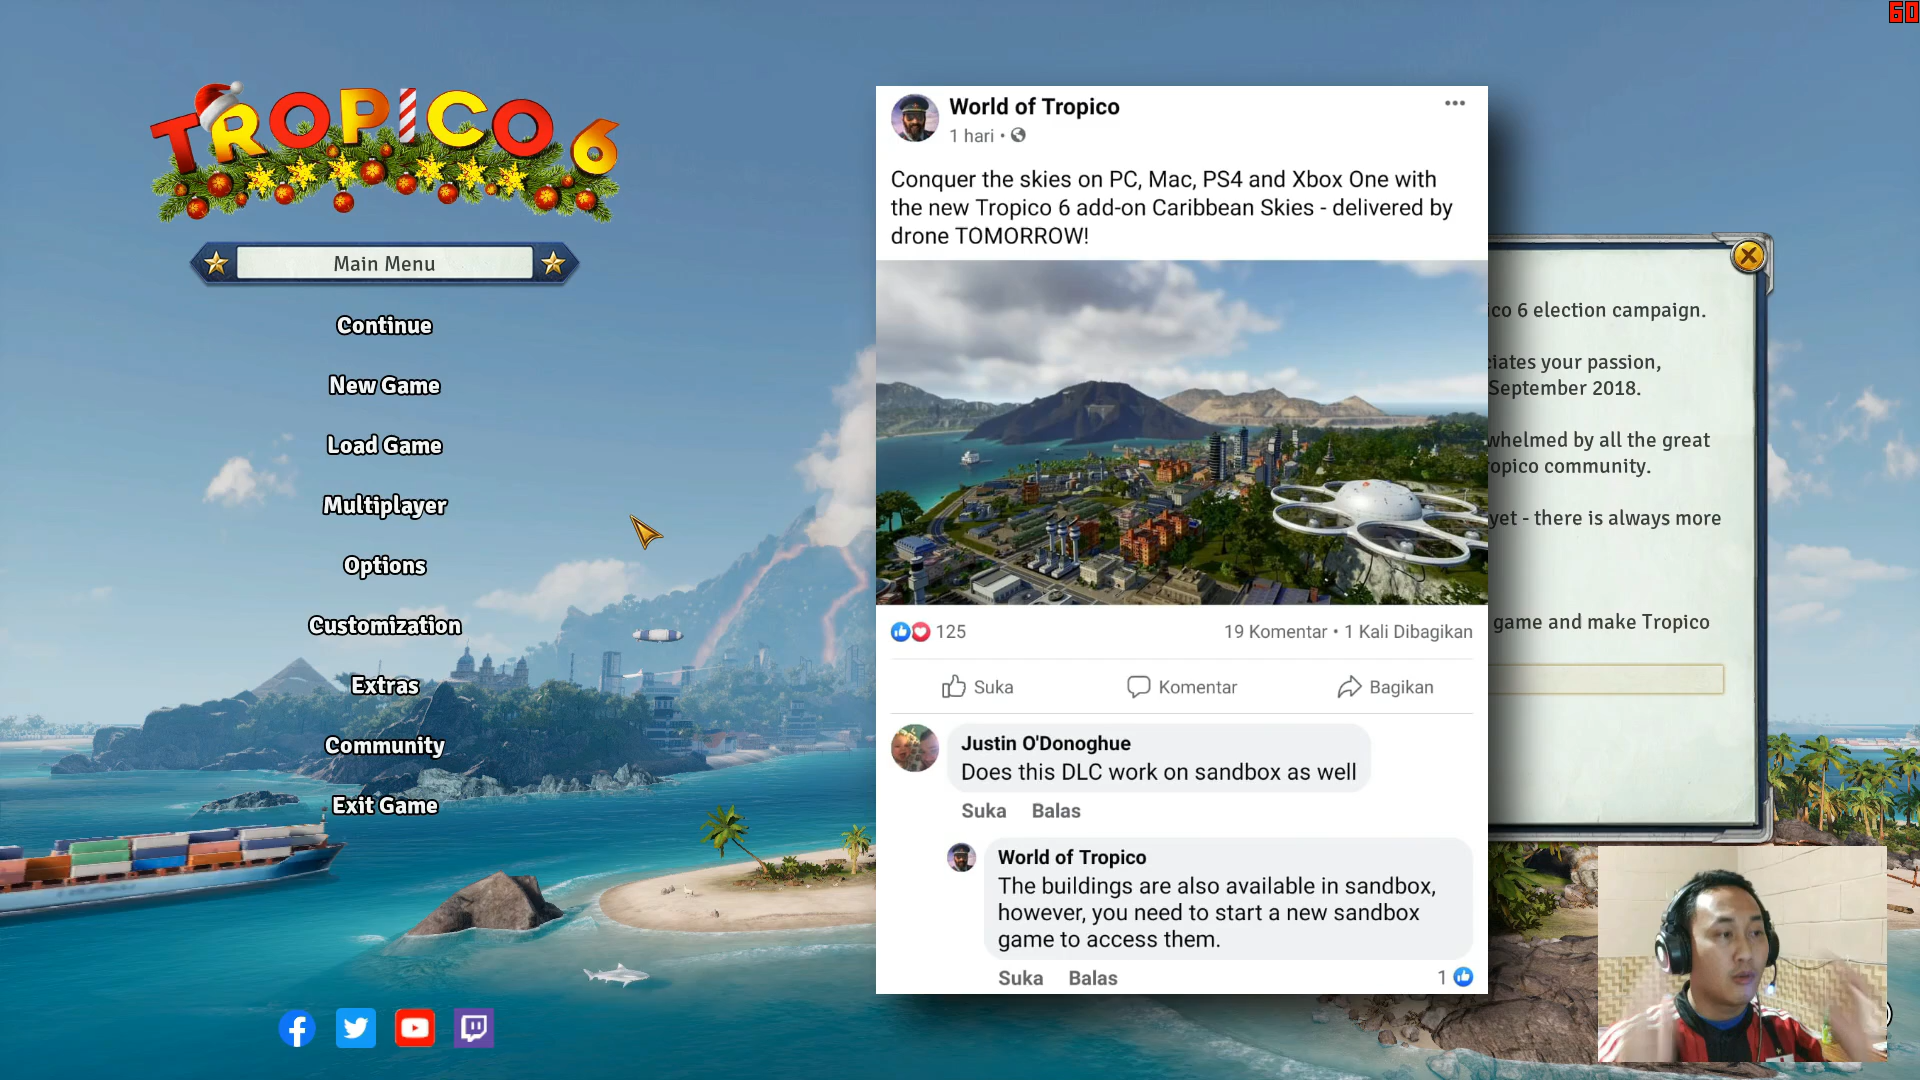 60
TROPICO 6
Main Menu
Continue
New Game
Load Game
Multiplayer
Options
Customization
Extras
Community
Exit Game
World of Tropico
1 hari •
Conquer the skies on PC, Mac, PS4 and Xbox One with
the new Tropico 6 add-on Caribbean Skies - delivered by
drone TOMORROW!
125
19 Komentar • 1 Kali Dibagikan
Suka Komentar Bagikan
Justin O'Donoghue
Does this DLC work on sandbox as well
Suka Balas
World of Tropico
The buildings are also available in sandbox,
however, you need to start a new sandbox
game to access them.
Suka Balas 1
6 election campaign.
your passion,
September 2018.
by all the great
community.
- there is always more
game and make Tropico